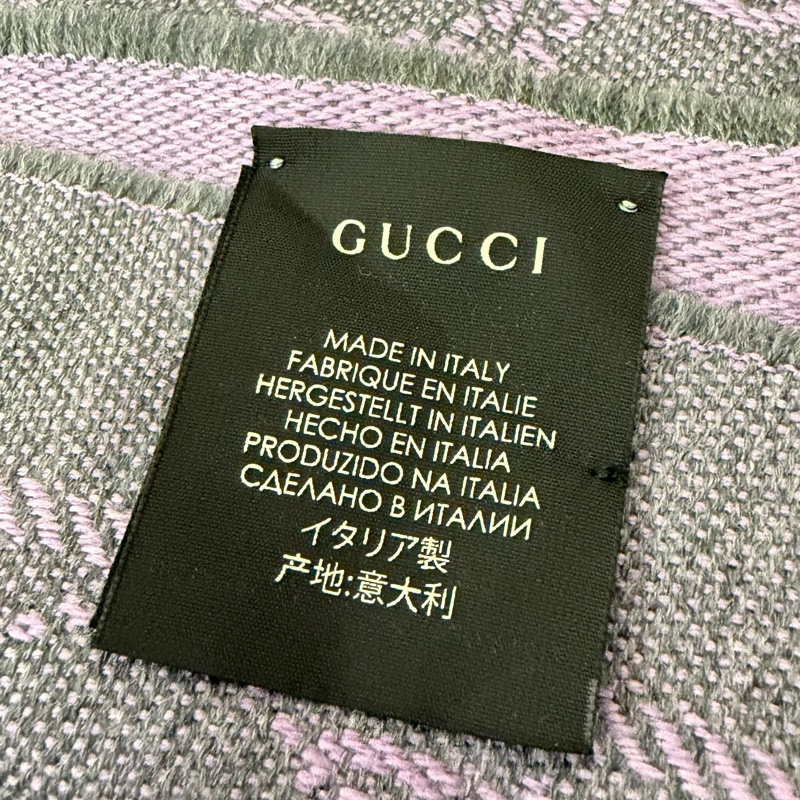 GUCCI
MADE IN ITALY
FABRIQUE EN ITALIE
HERGESTELLT IN ITALIEN
HECHO EN ITALIA
PRODUZIDO NA ITALIA
СДЕЛАНО В ИТАЛИИ
イタリア製
产地:意大利